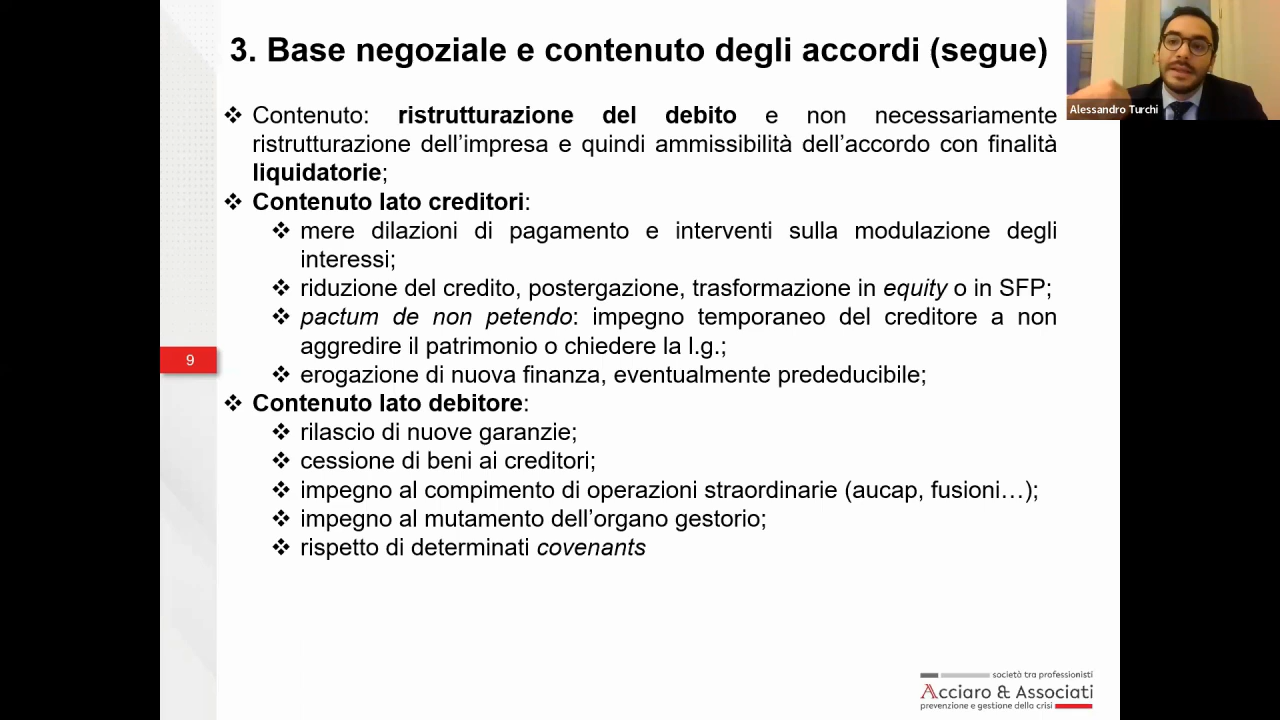 3. Base negoziale e contenuto degli accordi (segue)
Alessandro Turchi
❖ Contenuto: ristrutturazione del debito e non necessariamente
ristrutturazione dell’impresa e quindi ammissibilità dell’accordo con finalità
liquidatorie;
❖ Contenuto lato creditori:
❖ mere dilazioni di pagamento e interventi sulla modulazione degli
interessi;
❖ riduzione del credito, postergazione, trasformazione in equity o in SFP;
❖ pactum de non petendo: impegno temporaneo del creditore a non
aggredire il patrimonio o chiedere la l.g.;
❖ erogazione di nuova finanza, eventualmente prededucibile;
9
❖ Contenuto lato debitore:
❖ rilascio di nuove garanzie;
❖ cessione di beni ai creditori;
❖ impegno al compimento di operazioni straordinarie (aucap, fusioni…);
❖ impegno al mutamento dell’organo gestorio;
❖ rispetto di determinati covenants
società tra professionisti
Acciaro & Associati
prevenzione e gestione della crisi